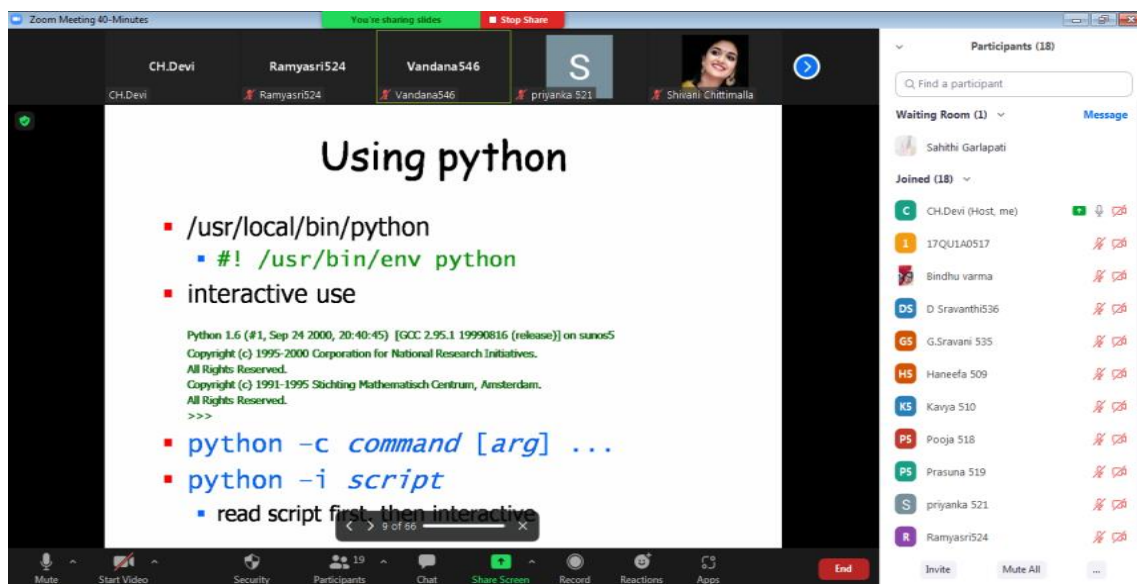 Zoom Meeting 40-Minutes
You're sharing slides
Stop Share
CH.Devi
Ramyasri524
Vandana546
S
CH.Devi
Ramyasri524
Vandana546
priyanka 521
Shivani Chittimalla
Using python
/usr/local/bin/python
#! /usr/bin/env python
interactive use
Python 1.6 (#1, Sep 24 2000, 20:40:45) [GCC 2.95.1 19990816 (release)] on sunos5
Copyright (c) 1995-2000 Corporation for National Research Initiatives.
All Rights Reserved.
Copyright (c) 1991-1995 Stichting Mathematisch Centrum, Amsterdam.
All Rights Reserved.
>>>
python –c command [arg] ...
python –i script
read script first, then interactive
9 of 66
Participants (18)
Find a participant
Waiting Room (1)
Message
Sahithi Garlapati
Joined (18)
C CH.Devi (Host, me)
1 17QU1A0517
Bindhu varma
DS D Sravanthi536
GS G.Sravani 535
H5 Haneefa 509
K5 Kavya 510
P5 Pooja 518
P5 Prasuna 519
S priyanka 521
R Ramyasri524
Invite
Mute All
...
Mute
Start Video
Security
Participants
19
Chat
Share Screen
Record
Reactions
Apps
End